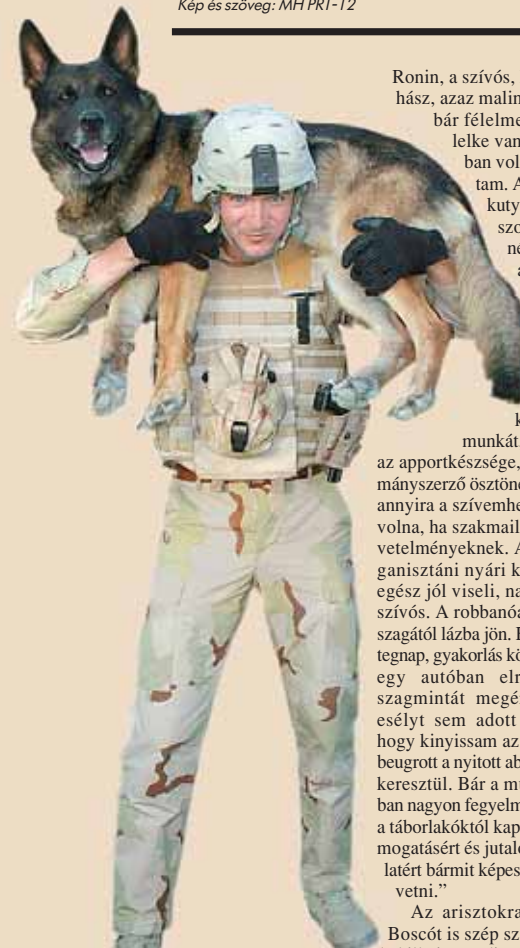 Kép és szöveg: MH PRT-12
Ronin, a szívós,
hász, azaz malin
bár félelme
lelke van
ban vol
tam. A
kuty
szo
ne
a
k
munkát
az apportkészsége,
mányszerző ösztöne
annyira a szívemhe
volna, ha szakmail
vetelményeknek. A
ganisztáni nyári k
egész jól viseli, na
szívós. A robbanóa
szagától lázba jön. F
tegnap, gyakorlás kö
egy autóban elr
szagmintát megé
esélyt sem adott
hogy kinyissam az
beugrott a nyitott ab
keresztül. Bár a mu
ban nagyon fegyelm
a táborlakóktól kap
mogatásért és jutalo
latért bármit képes
vetni.”
Az arisztokra
Boscót is szép sz